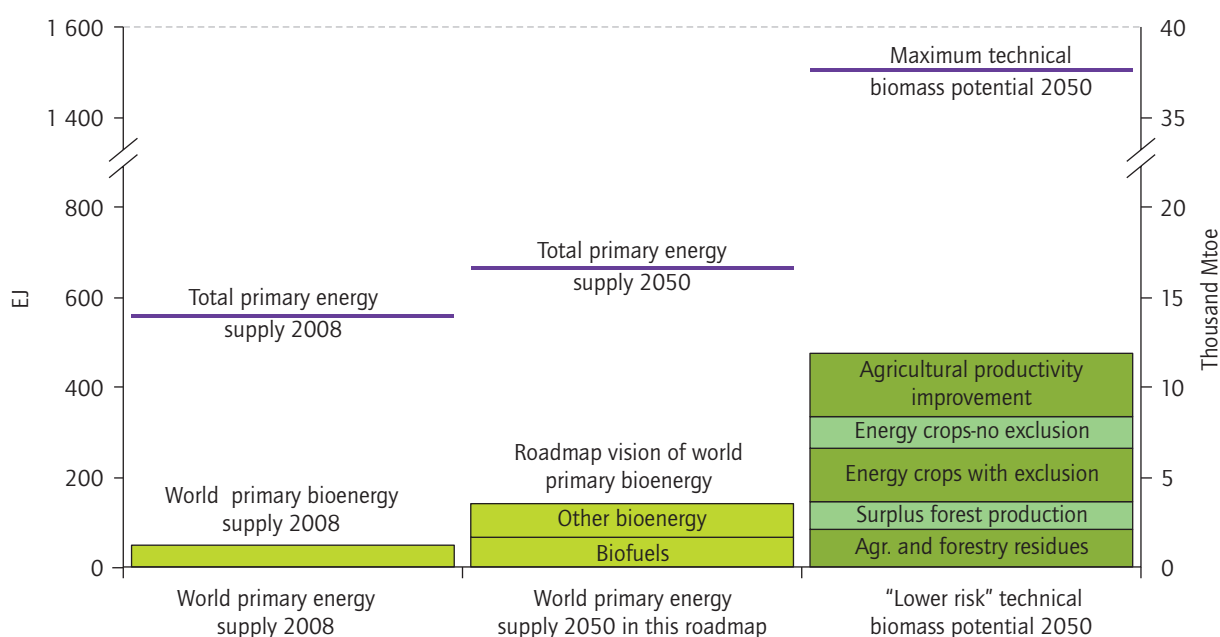 1 600
1 400
800
600
400
200
0
EJ
40
35
20
15
10
5
0
Thousand Mtoe
Total primary energy
supply 2008
World primary bioenergy
supply 2008
Total primary energy
supply 2050
Roadmap vision of world
primary bioenergy
Other bioenergy
Biofuels
Maximum technical
biomass potential 2050
Agricultural productivity
improvement
Energy crops-no exclusion
Energy crops with exclusion
Surplus forest production
Agr. and forestry residues
World primary energy
supply 2008
World primary energy
supply 2050 in this roadmap
"Lower risk" technical
biomass potential 2050